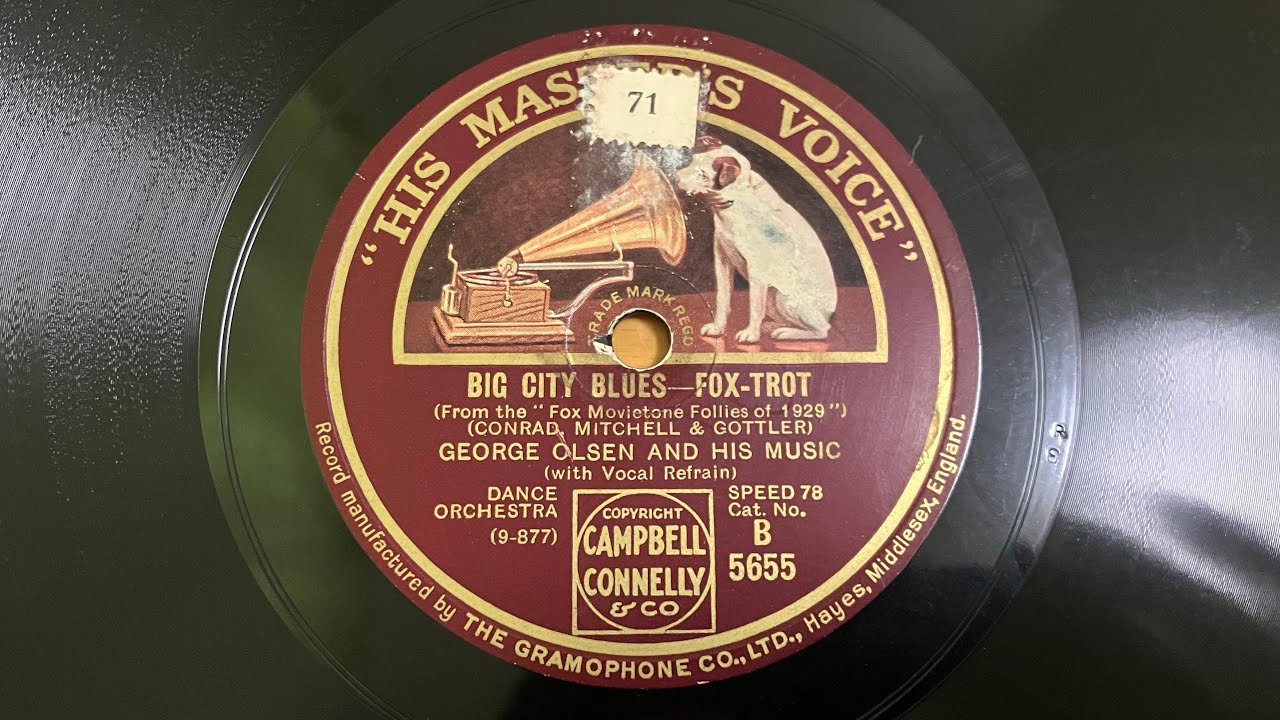 "HIS MASTER'S VOICE"
71
TRADE MARK REGD
BIG CITY BLUES—FOX-TROT
(From the "Fox Movietone Follies of 1929")
(CONRAD, MITCHELL & GOTTLER)
GEORGE OLSEN AND HIS MUSIC
(with Vocal Refrain)
DANCE ORCHESTRA
(9-877)
COPYRIGHT
CAMPBELL
CONNELLY
& CO
SPEED 78
Cat. No.
B
5655
Record manufactured by THE GRAMOPHONE CO., LTD., Hayes, Middlesex, England.